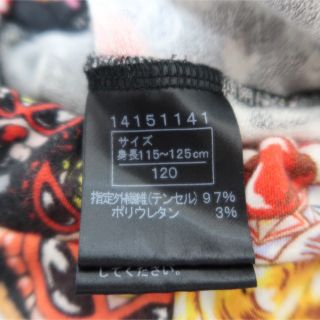 14151141
サイズ
身長115~125cm
120
指定外繊維(テンセル) 97%
ポリウレタン 3%
してください。